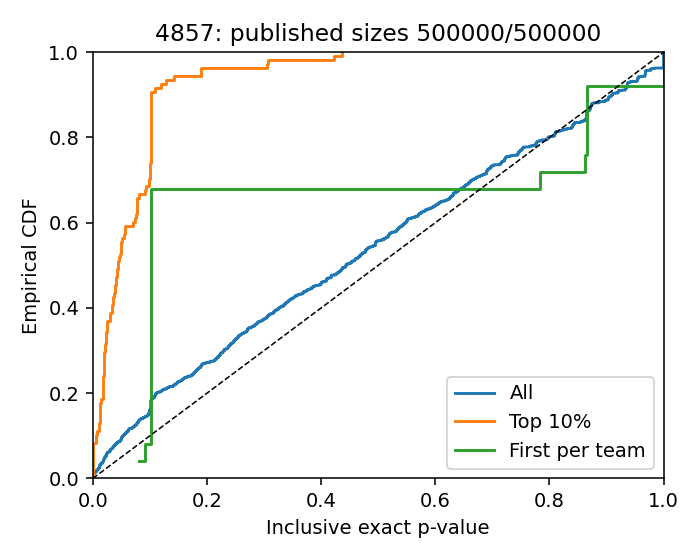 4857: published sizes 500000/500000
1.0
0.8
0.6
0.4
0.2
0.0
Empirical CDF
All
Top 10%
First per team
0.0 0.2 0.4 0.6 0.8 1.0
Inclusive exact p-value